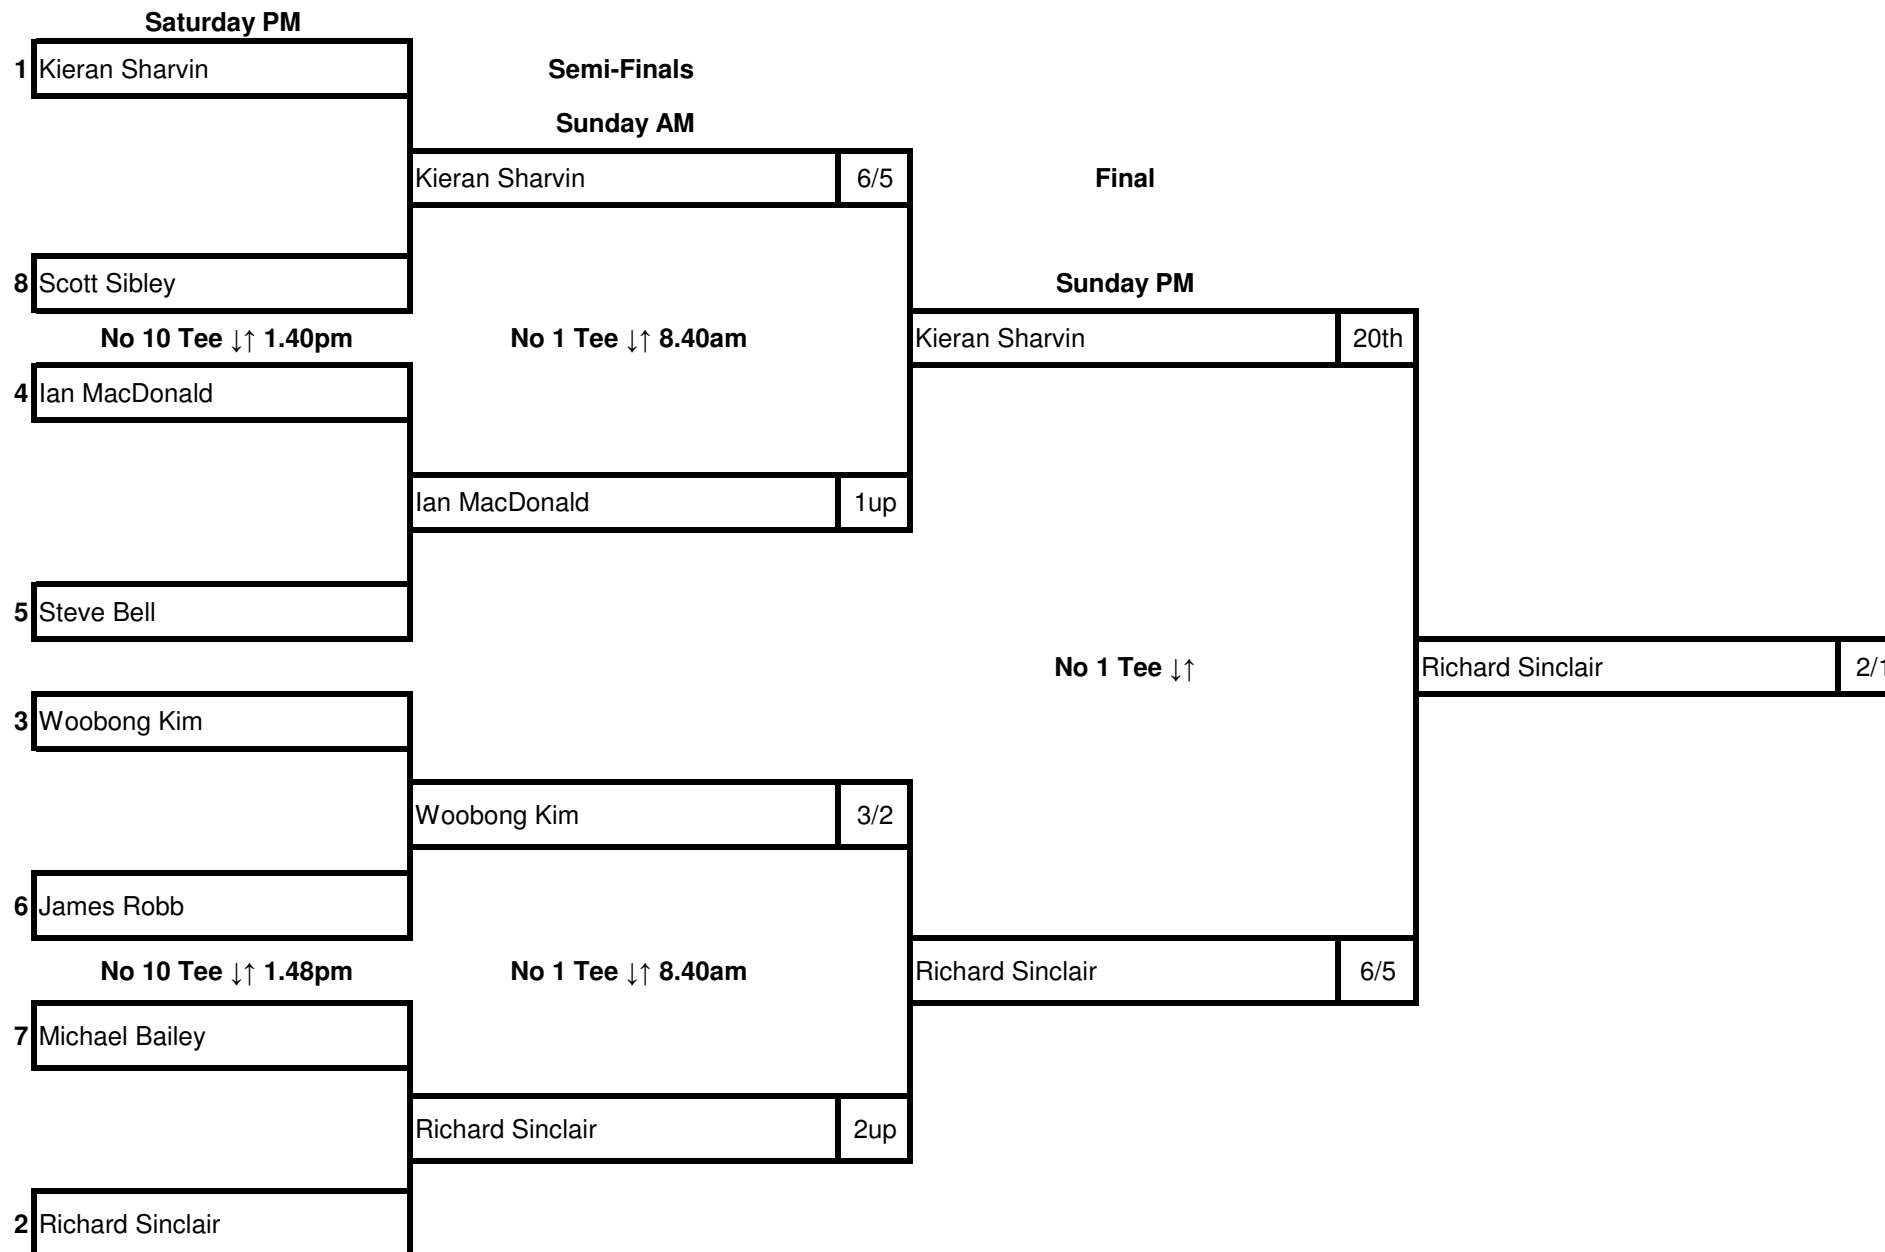 Saturday PM
1 Kieran Sharvin
Semi-Finals
Sunday AM
Kieran Sharvin 6/5
Final
8 Scott Sibley
Sunday PM
No 10 Tee ↓↑ 1.40pm
No 1 Tee ↓↑ 8.40am
Kieran Sharvin 20th
4 Ian MacDonald
Ian MacDonald 1up
5 Steve Bell
No 1 Tee ↓↑
Richard Sinclair 2/1
3 Woobong Kim
Woobong Kim 3/2
6 James Robb
No 10 Tee ↓↑ 1.48pm
No 1 Tee ↓↑ 8.40am
Richard Sinclair 6/5
7 Michael Bailey
Richard Sinclair 2up
2 Richard Sinclair